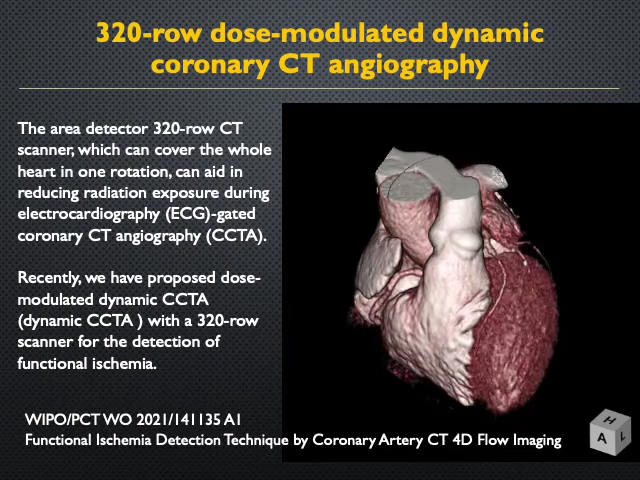 320-row dose-modulated dynamic
coronary CT angiography
The area detector 320-row CT
scanner, which can cover the whole
heart in one rotation, can aid in
reducing radiation exposure during
electrocardiography (ECG)-gated
coronary CT angiography (CCTA).
Recently, we have proposed dose-
modulated dynamic CCTA
(dynamic CCTA ) with a 320-row
scanner for the detection of
functional ischemia.
WIPO/PCT WO 2021/141135 A1
Functional Ischemia Detection Technique by Coronary Artery CT 4D Flow Imaging
H
A L